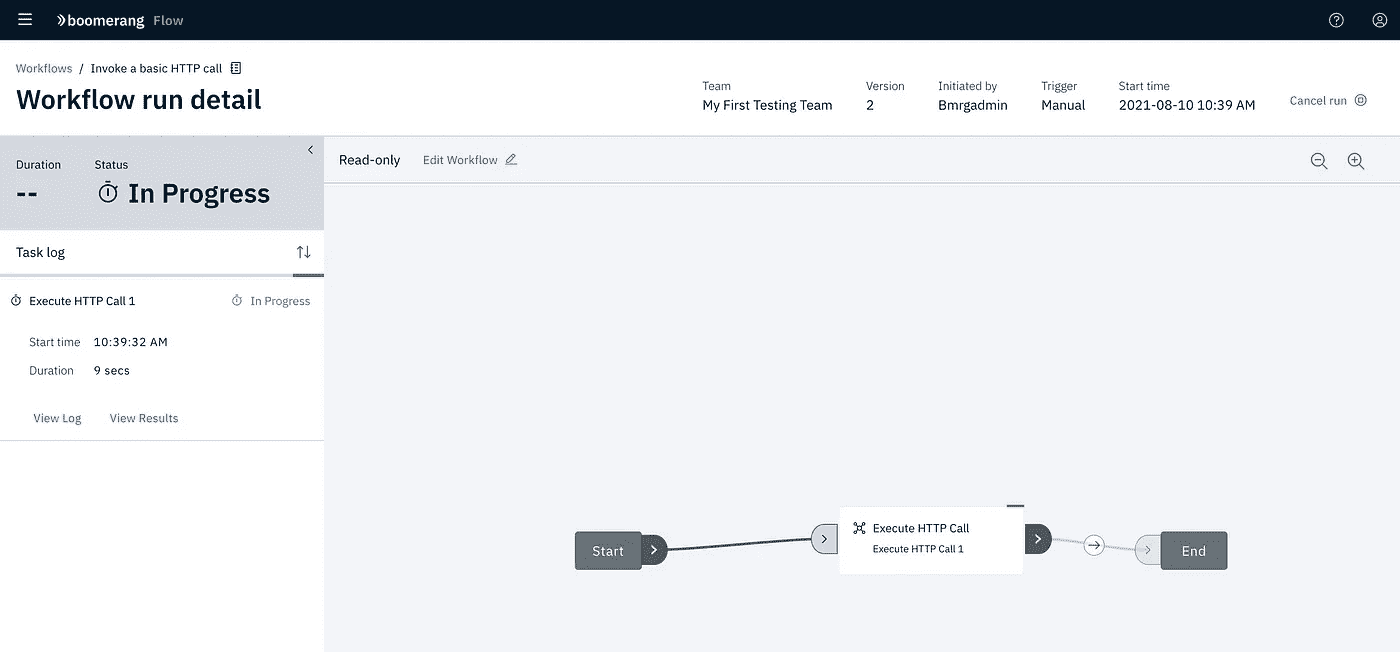 boomerang Flow
Workflows / Invoke a basic HTTP call
Workflow run detail
Team
My First Testing Team
Version
2
Initiated by
Bmrgadmin
Trigger
Manual
Start time
2021-08-10 10:39 AM
Cancel run
Duration
--
Status
In Progress
Read-only
Edit Workflow
Task log
Execute HTTP Call 1
In Progress
Start time 10:39:32 AM
Duration 9 secs
View Log View Results
Start
Execute HTTP Call
Execute HTTP Call 1
End